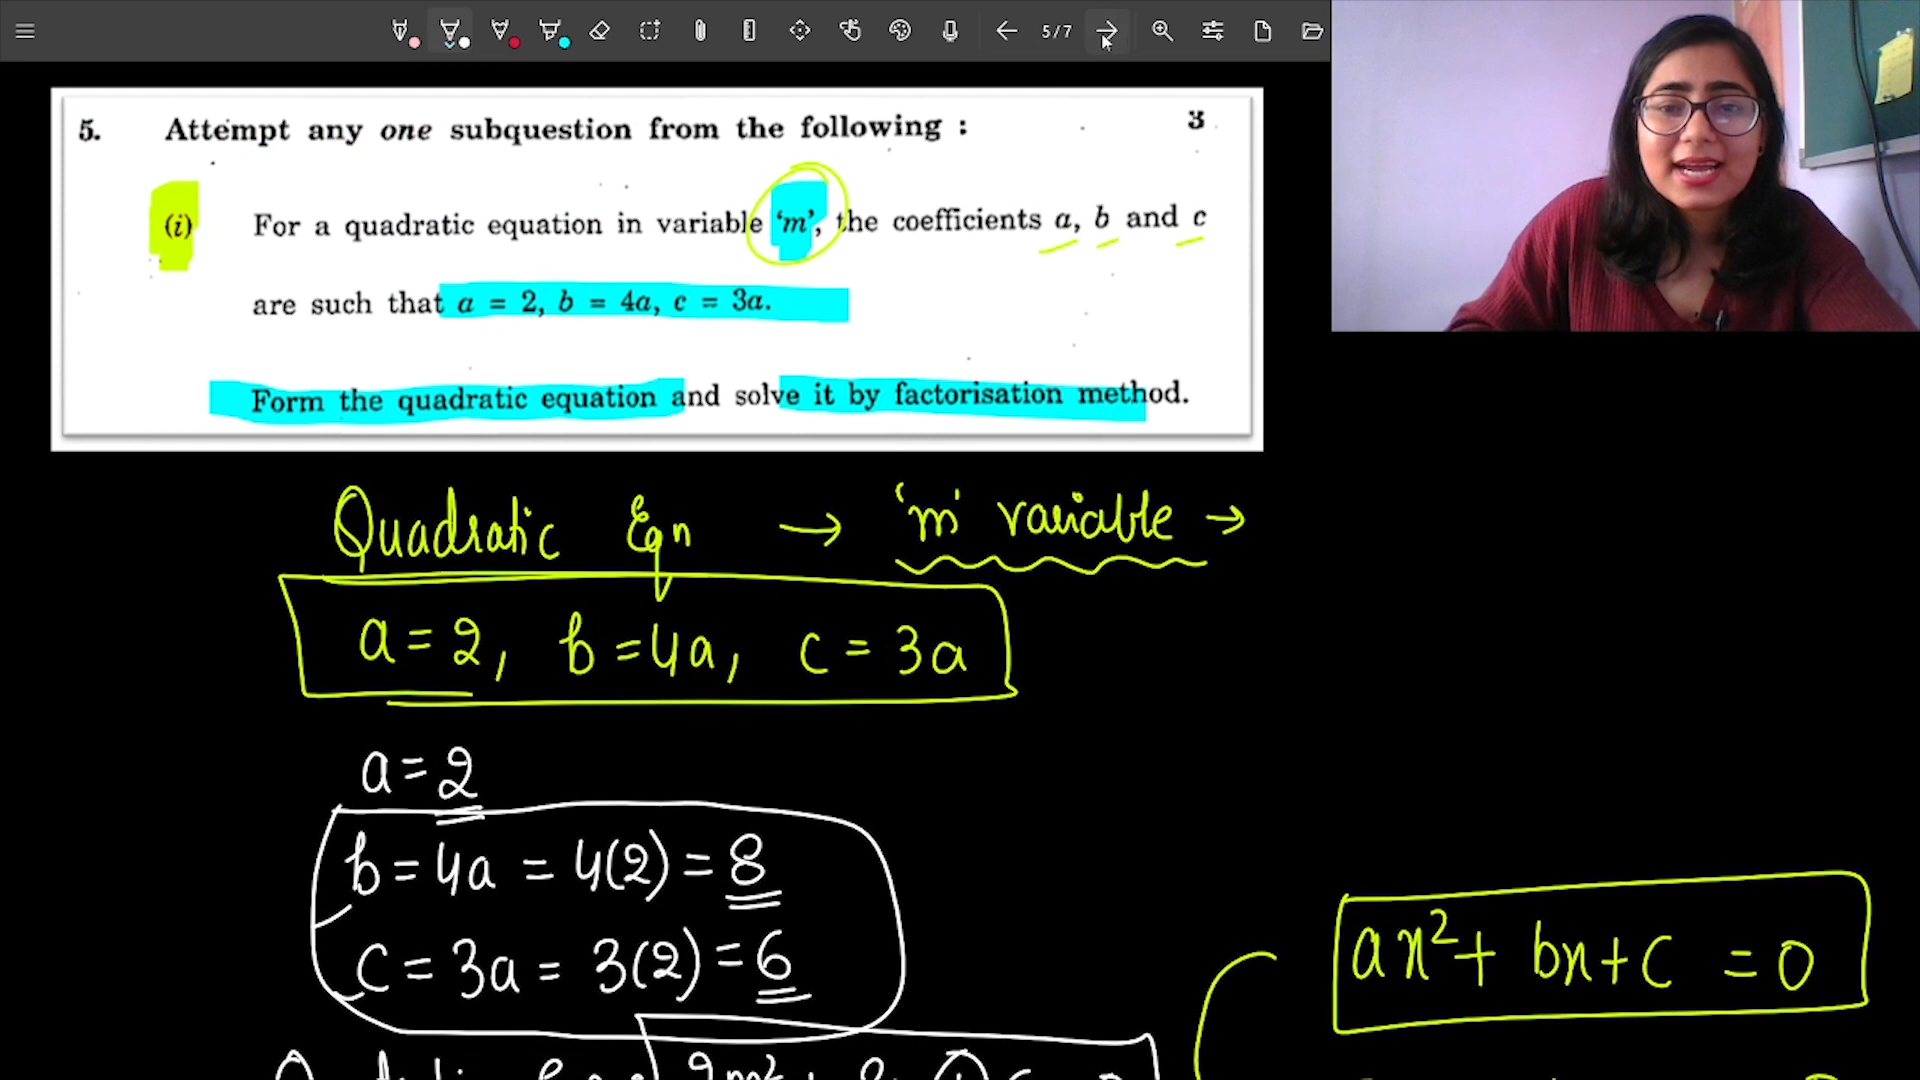 5/7
5. Attempt any one subquestion from the following : 3
(i) For a quadratic equation in variable 'm', the coefficients a, b and c
are such that a = 2, b = 4a, c = 3a.
Form the quadratic equation and solve it by factorisation method.
Quadratic Eqn → 'm' variable →
a = 2, b = 4a, c = 3a
a = 2
b = 4a = 4(2) = 8
c = 3a = 3(2) = 6
ax² + bx + c = 0